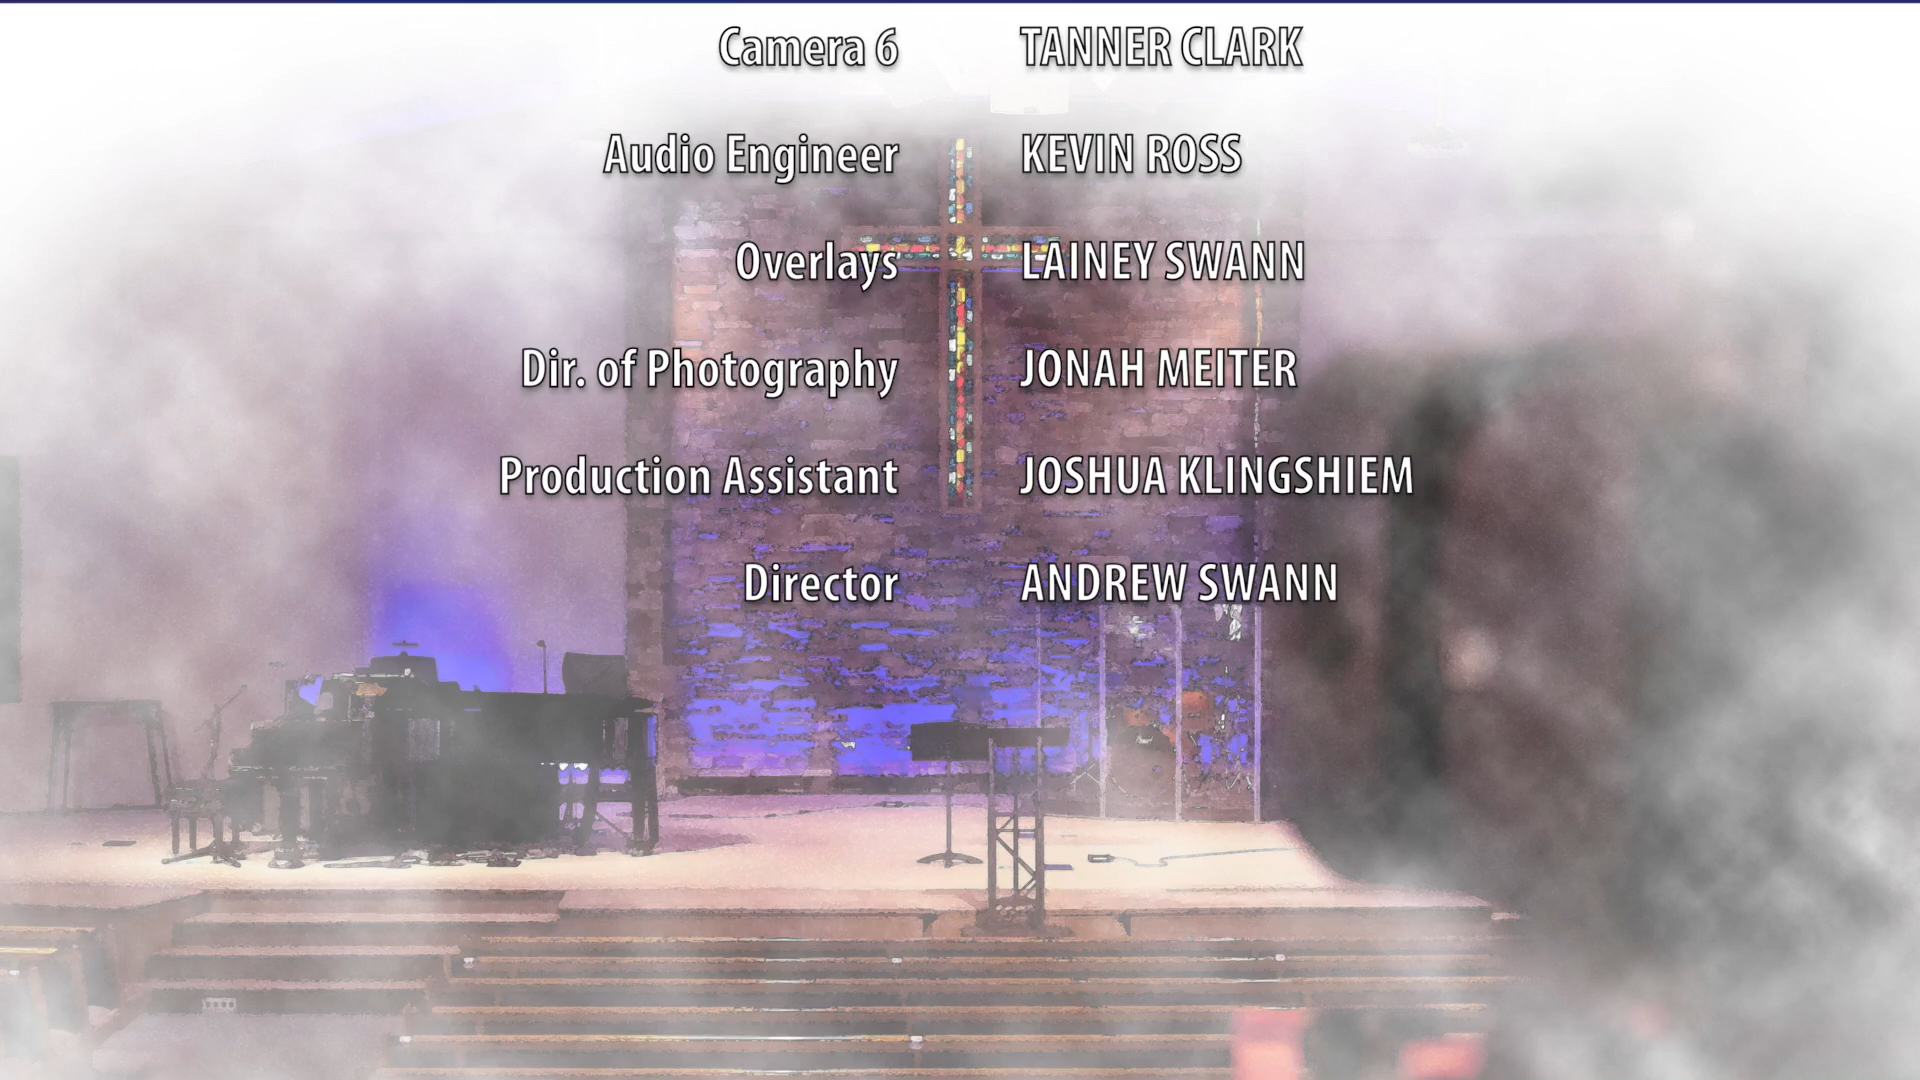 Camera 6 TANNER CLARK
Audio Engineer KEVIN ROSS
Overlays LAINEY SWANN
Dir. of Photography JONAH MEITER
Production Assistant JOSHUA KLINGSHIEM
Director ANDREW SWANN